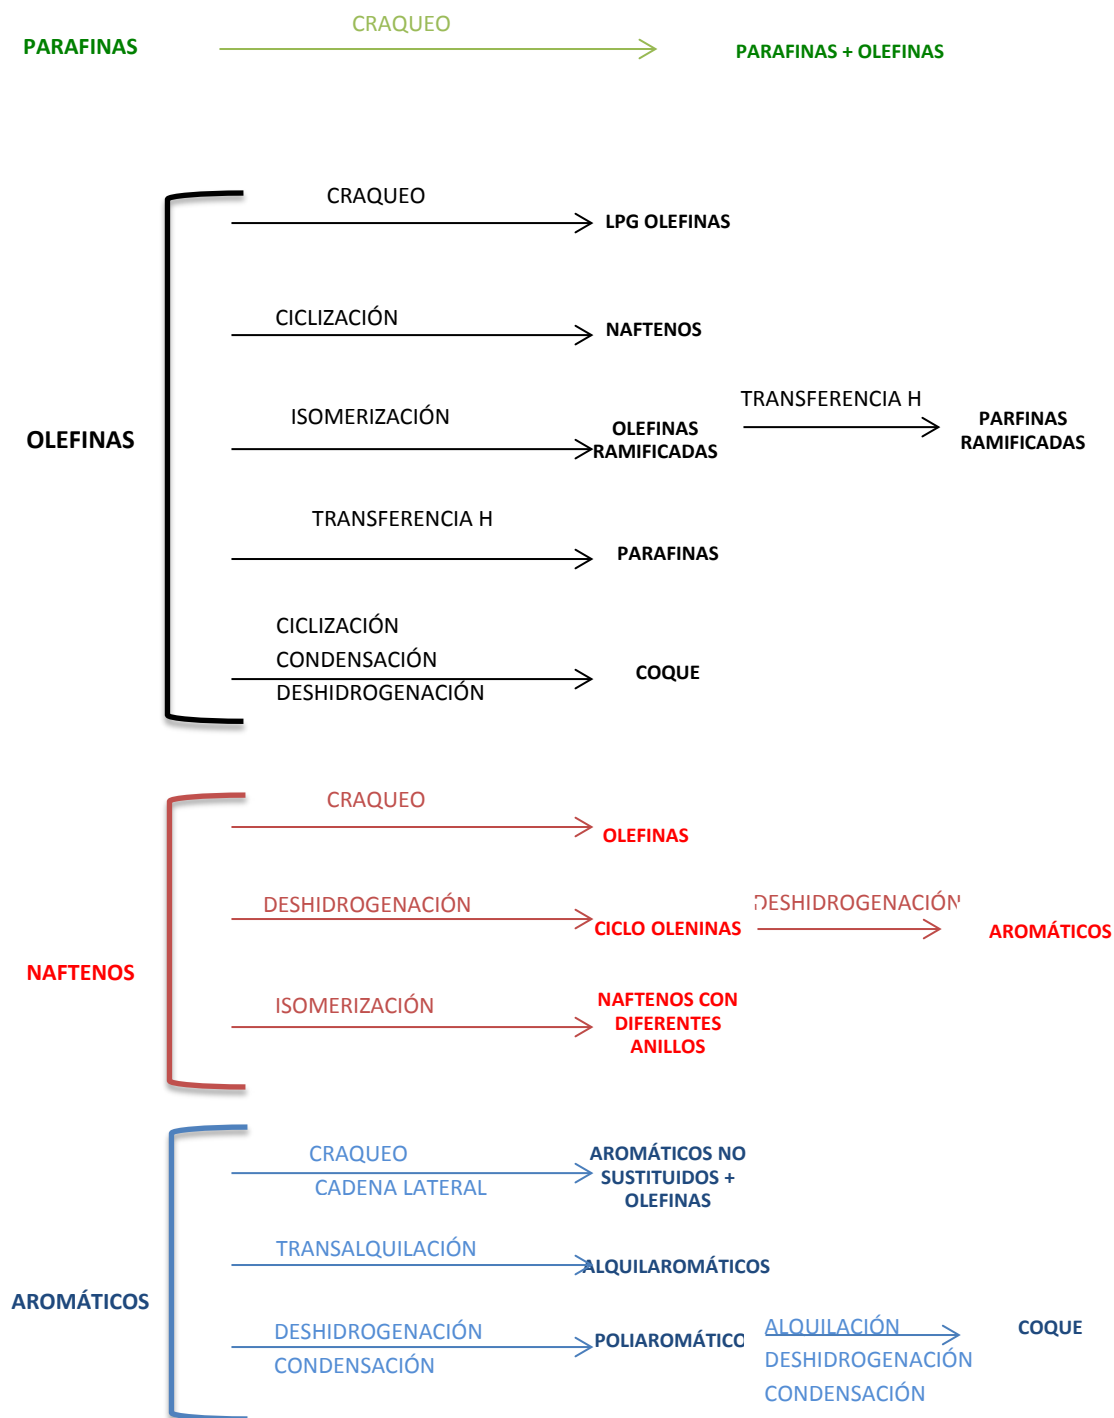 CRAQUEO
PARAFINAS
PARAFINAS + OLEFINAS
CRAQUEO
LPG OLEFINAS
CICLIZACIÓN
NAFTENOS
OLEFINAS
ISOMERIZACIÓN
OLEFINAS
RAMIFICADAS
TRANSFERENCIA H
PARFINAS
RAMIFICADAS
TRANSFERENCIA H
PARAFINAS
CICLIZACIÓN
CONDENSACIÓN
DESHIDROGENACIÓN
COQUE
NAFTENOS
CRAQUEO
OLEFINAS
DESHIDROGENACIÓN
CICLO OLENINAS
DESHIDROGENACIÓN
AROMÁTICOS
ISOMERIZACIÓN
NAFTENOS CON
DIFERENTES
ANILLOS
AROMÁTICOS
CRAQUEO
CADENA LATERAL
AROMÁTICOS NO
SUSTITUIDOS +
OLEFINAS
TRANSALQUILACIÓN
ALQUILAROMÁTICOS
DESHIDROGENACIÓN
CONDENSACIÓN
POLIAROMÁTICO
ALQUILACIÓN
DESHIDROGENACIÓN
CONDENSACIÓN
COQUE